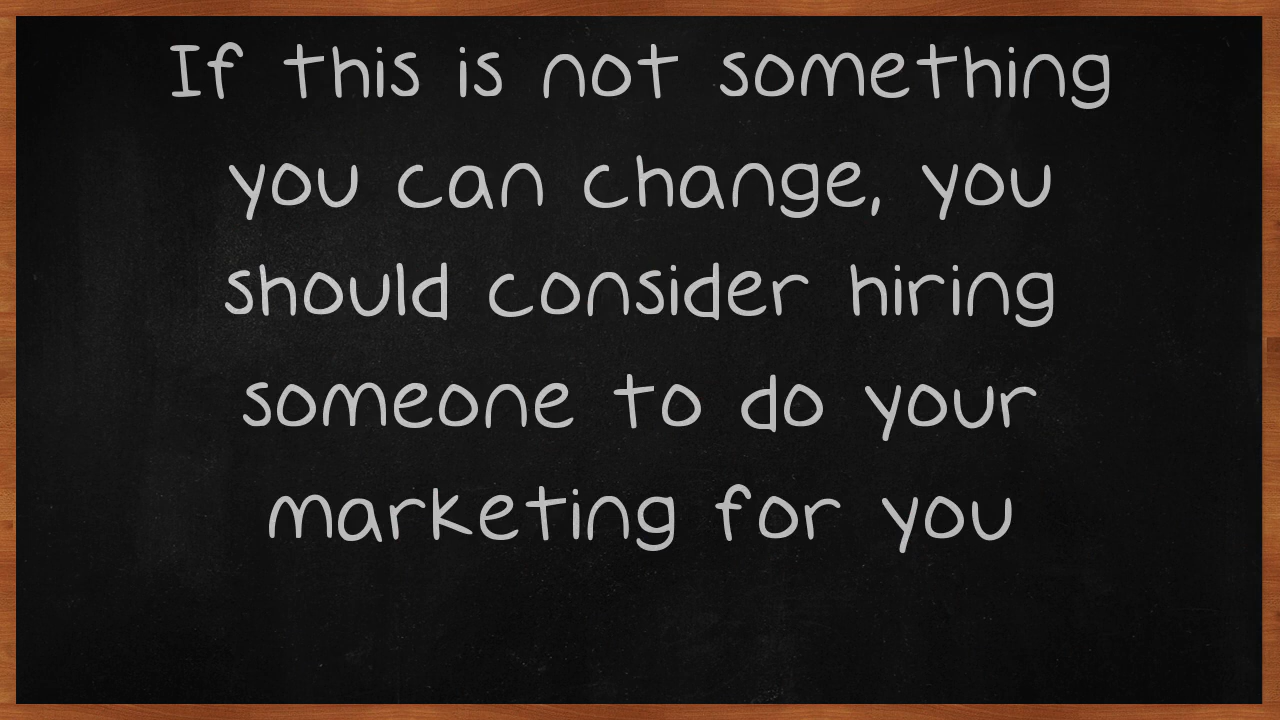 If this is not something
you can change, you
should consider hiring
someone to do your
marketing for you